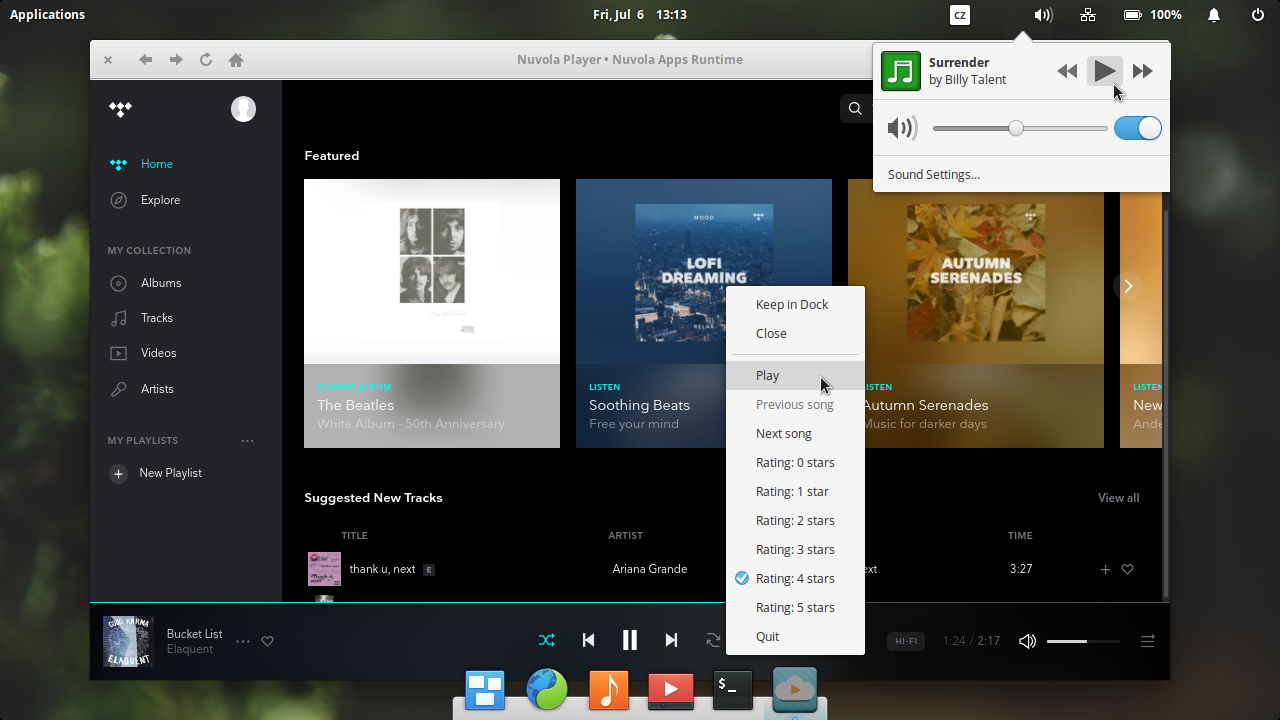 Applications
Fri, Jul 6 13:13
CZ
100%
Nuvola Player • Nuvola Apps Runtime
Surrender
by Billy Talent
Sound Settings...
Home
Explore
MY COLLECTION
Albums
Tracks
Videos
Artists
MY PLAYLISTS
New Playlist
Featured
The BEATLES
CLASSIC ALBUM
The Beatles
White Album - 50th Anniversary
MOOD
LOFI
DREAMING
RELAX
LISTEN
Soothing Beats
Free your mind
AUTUMN
SERENADES
LISTEN
Autumn Serenades
Music for darker days
LISTEN
New
Ande
Keep in Dock
Close
Play
Previous song
Next song
Rating: 0 stars
Rating: 1 star
Rating: 2 stars
Rating: 3 stars
Rating: 4 stars
Rating: 5 stars
Quit
Suggested New Tracks
View all
TITLE
ARTIST
TIME
thank u, next E
Ariana Grande
ext
3:27
ELAQUENT
Bucket List
Elaquent
HI-FI
1:24 / 2:17
$